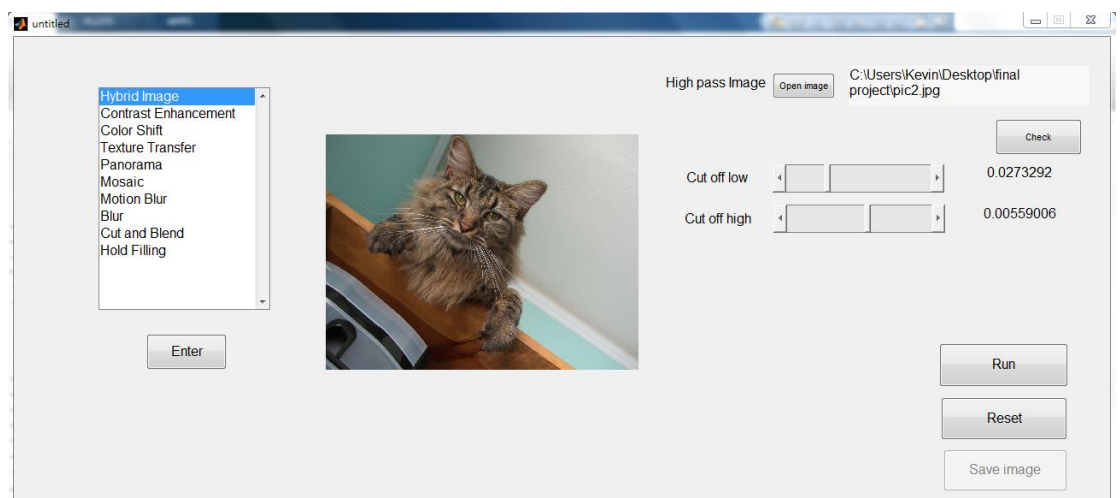 untitled
High pass Image
Open image
C:\Users\Kevin\Desktop\final
project\pic2.jpg
Hybrid Image
Contrast Enhancement
Color Shift
Texture Transfer
Panorama
Mosaic
Motion Blur
Blur
Cut and Blend
Hold Filling
Check
Cut off low
0.0273292
Cut off high
0.00559006
Enter
Run
Reset
Save image